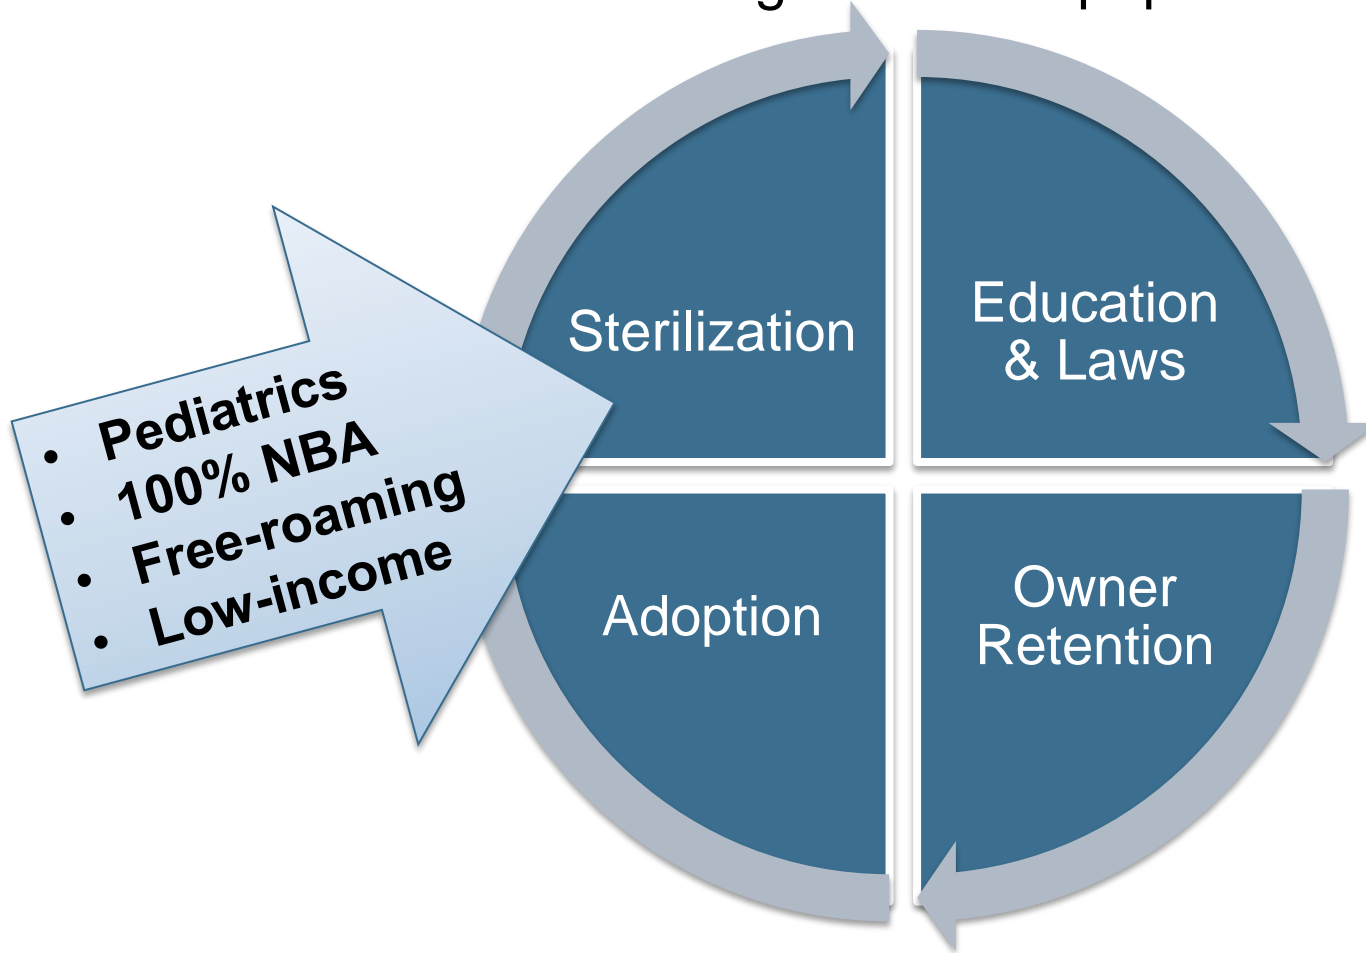 Sterilization
Education
& Laws
• Pediatrics
• 100% NBA
• Free-roaming
• Low-income
Adoption
Owner
Retention